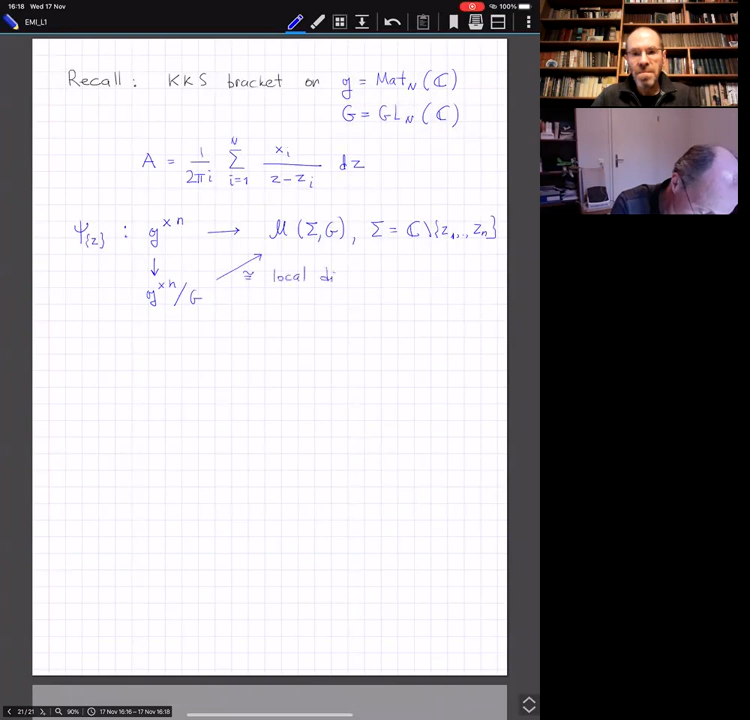 16:18 Wed 17 Nov
100%
EMI_L1
Recall: KKS bracket on 𝔤 = Mat_N (ℂ)
G = GL_N (ℂ)
A = 1/2πi ∑_{i=1}^{N} x_i/(z - z_i) dz
Ψ_{z} : 𝔤^{×n} → M (Σ, G), Σ = ℂ \ {z_1, .., z_n}
↓
𝔤^{×n}/G ↗ ≅ local di
21/21 90% 17 Nov 16:16 – 17 Nov 16:18